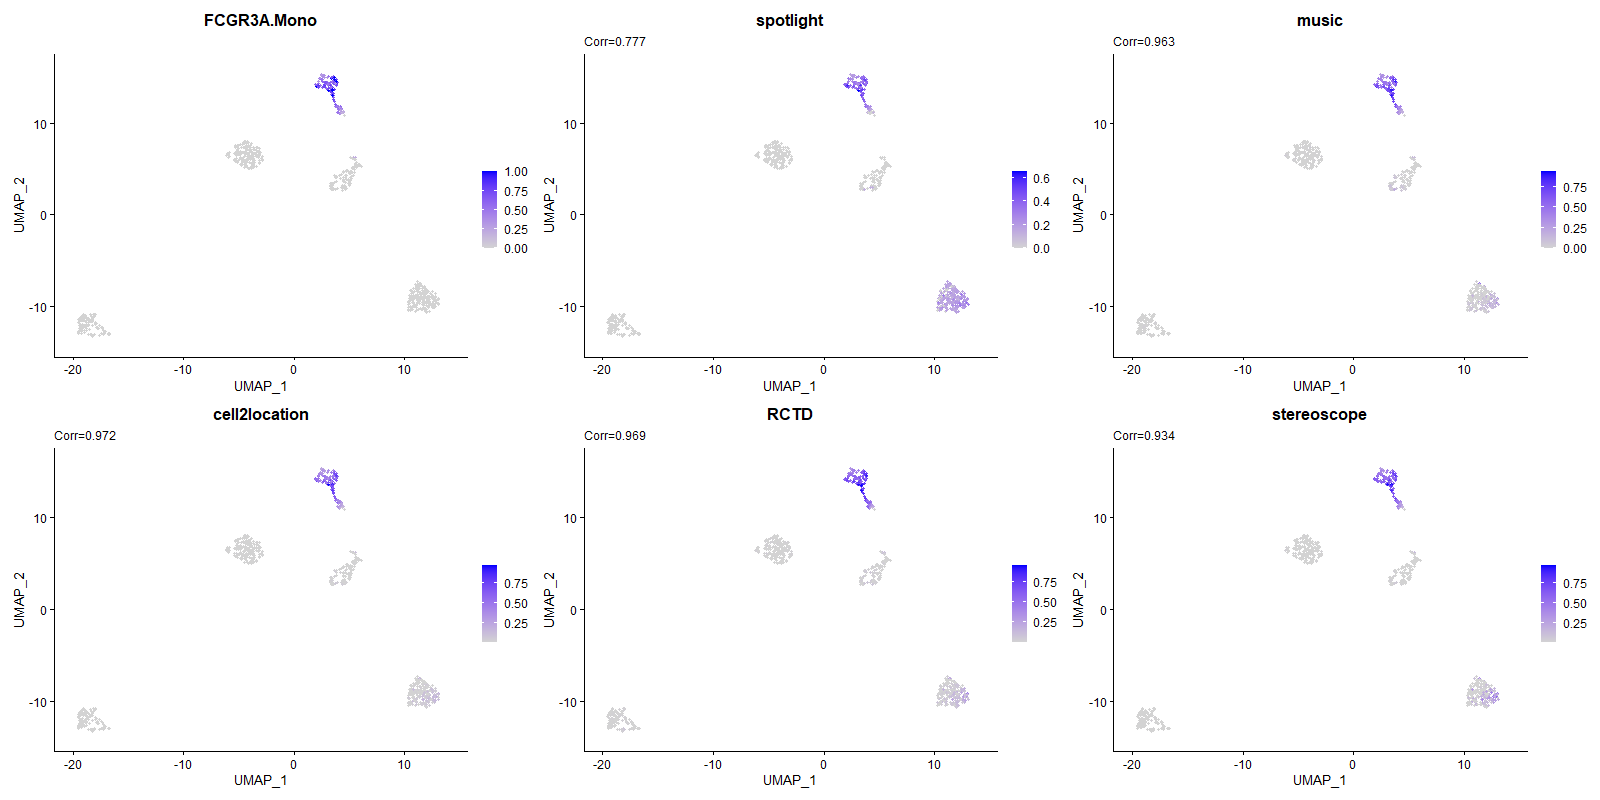 FCGR3A.Mono
UMAP_2
10
0
-10
-20
-10
0
10
UMAP_1
1.00
0.75
0.50
0.25
0.00
spotlight
Corr=0.777
UMAP_2
10
0
-10
-20
-10
0
10
UMAP_1
0.6
0.4
0.2
0.0
music
Corr=0.963
UMAP_2
10
0
-10
-20
-10
0
10
UMAP_1
0.75
0.50
0.25
0.00
cell2location
Corr=0.972
UMAP_2
10
0
-10
-20
-10
0
10
UMAP_1
0.75
0.50
0.25
RCTD
Corr=0.969
UMAP_2
10
0
-10
-20
-10
0
10
UMAP_1
0.75
0.50
0.25
stereoscope
Corr=0.934
UMAP_2
10
0
-10
-20
-10
0
10
UMAP_1
0.75
0.50
0.25